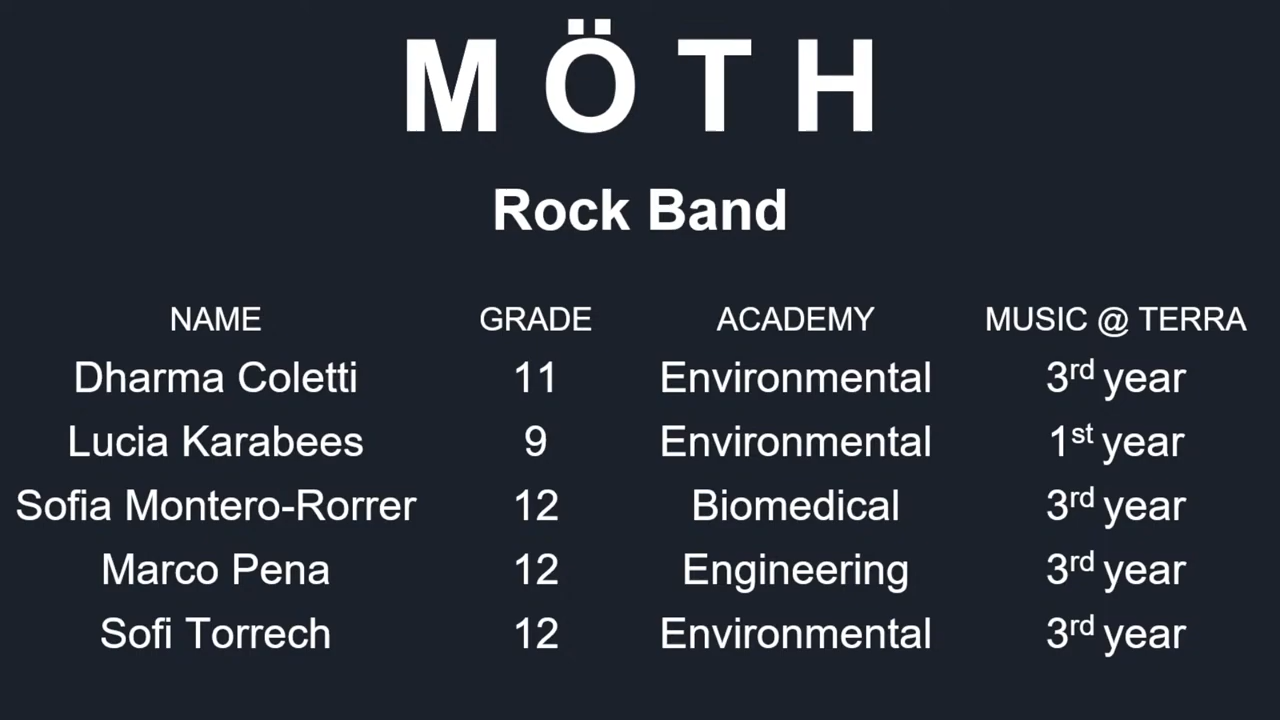 M Ö T H
Rock Band
NAME GRADE ACADEMY MUSIC @ TERRA
Dharma Coletti 11 Environmental 3rd year
Lucia Karabees 9 Environmental 1st year
Sofia Montero-Rorrer 12 Biomedical 3rd year
Marco Pena 12 Engineering 3rd year
Sofi Torrech 12 Environmental 3rd year